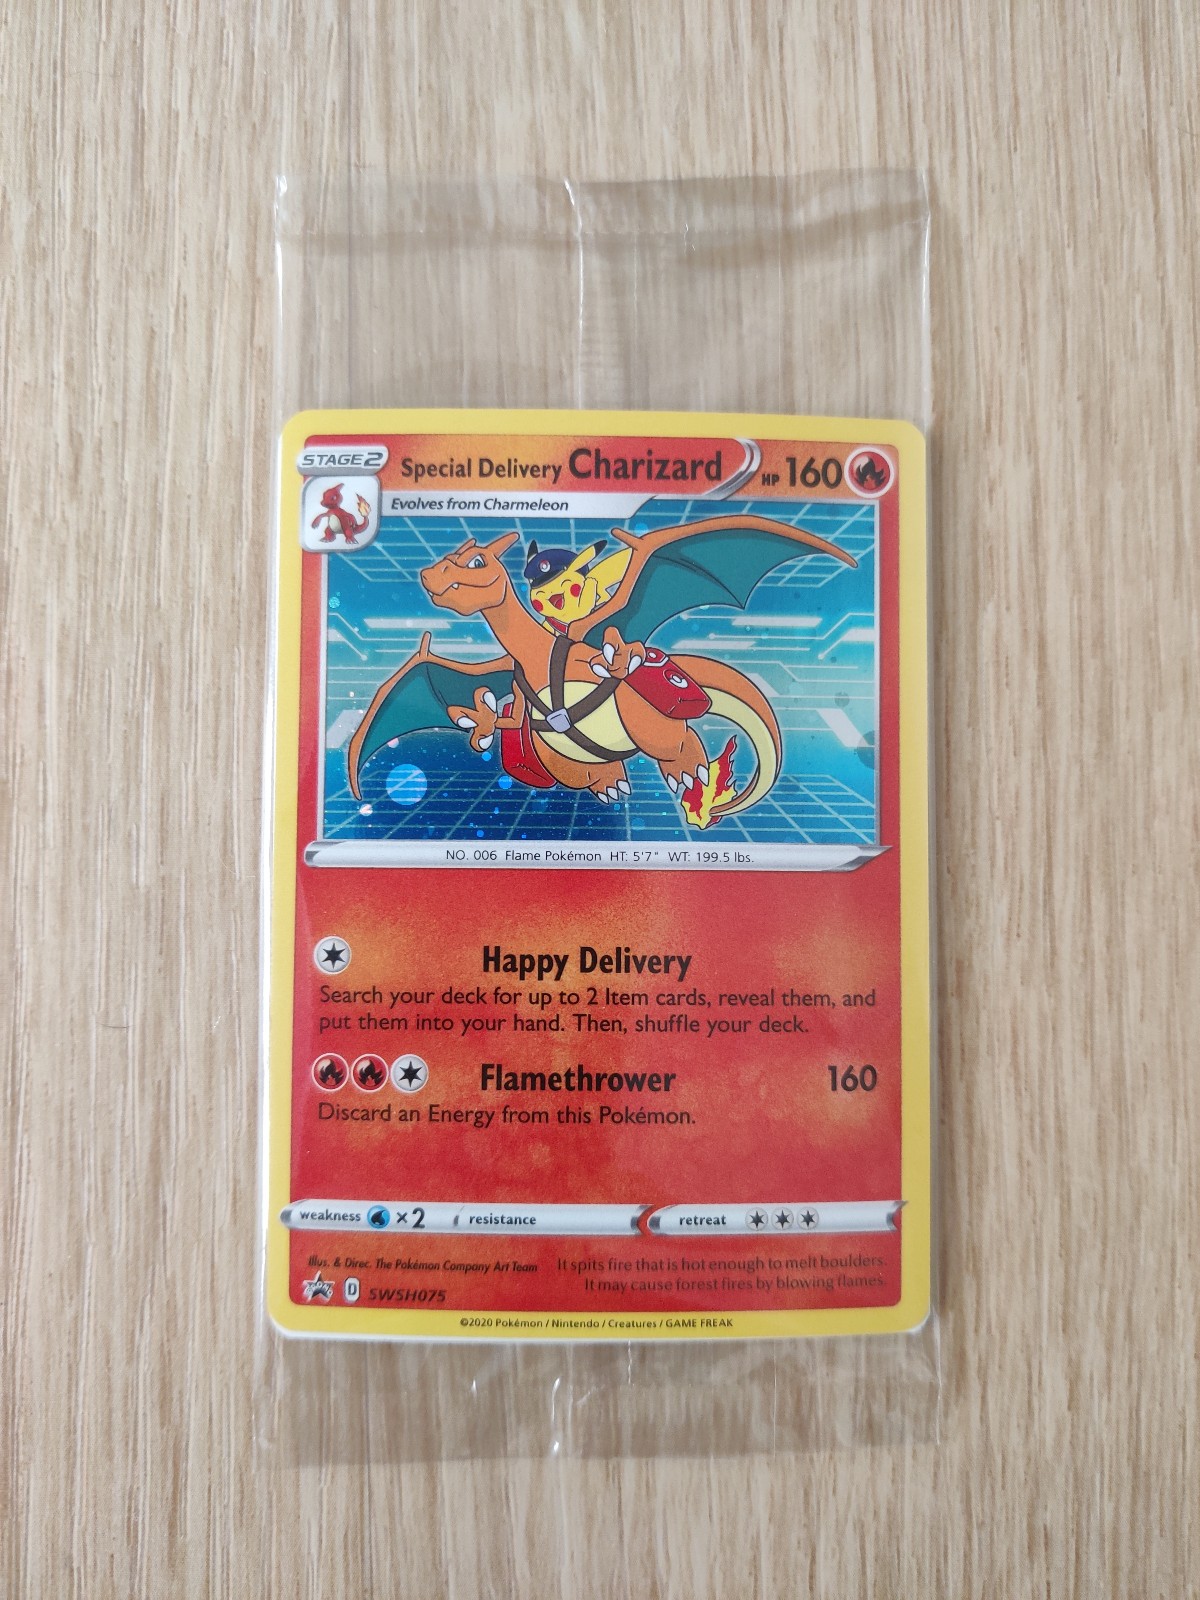 STAGE2
Special Delivery Charizard HP 160
Evolves from Charmeleon
NO. 006 Flame Pokémon HT: 5'7" WT: 199.5 lbs.
Happy Delivery
Search your deck for up to 2 Item cards, reveal them, and
put them into your hand. Then, shuffle your deck.
Flamethrower 160
Discard an Energy from this Pokémon.
weakness ×2 resistance retreat
Illus. & Direc. The Pokémon Company Art Team
It spits fire that is hot enough to melt boulders.
It may cause forest fires by blowing flames.
D SWSH075
©2020 Pokémon / Nintendo / Creatures / GAME FREAK